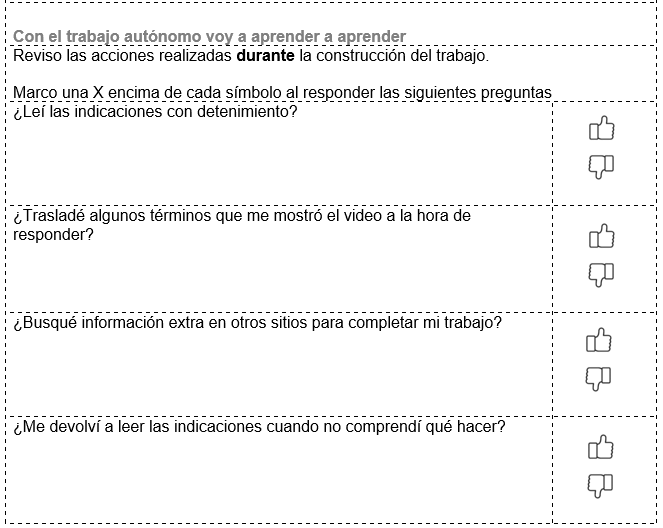 Con el trabajo autónomo voy a aprender a aprender
Reviso las acciones realizadas durante la construcción del trabajo.
Marco una X encima de cada símbolo al responder las siguientes preguntas
¿Leí las indicaciones con detenimiento?
¿Trasladé algunos términos que me mostró el video a la hora de
responder?
¿Busqué información extra en otros sitios para completar mi trabajo?
¿Me devolví a leer las indicaciones cuando no comprendí qué hacer?